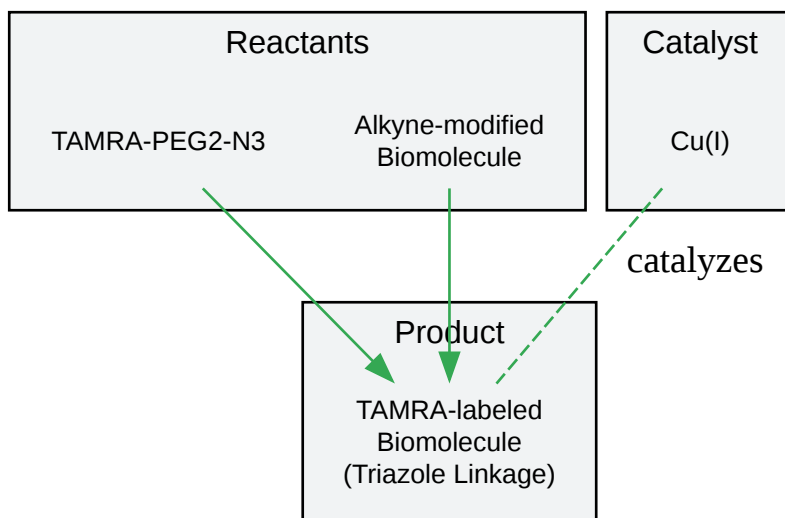 Reactants
TAMRA-PEG2-N3
Alkyne-modified
Biomolecule
Catalyst
Cu(I)
catalyzes
Product
TAMRA-labeled
Biomolecule
(Triazole Linkage)